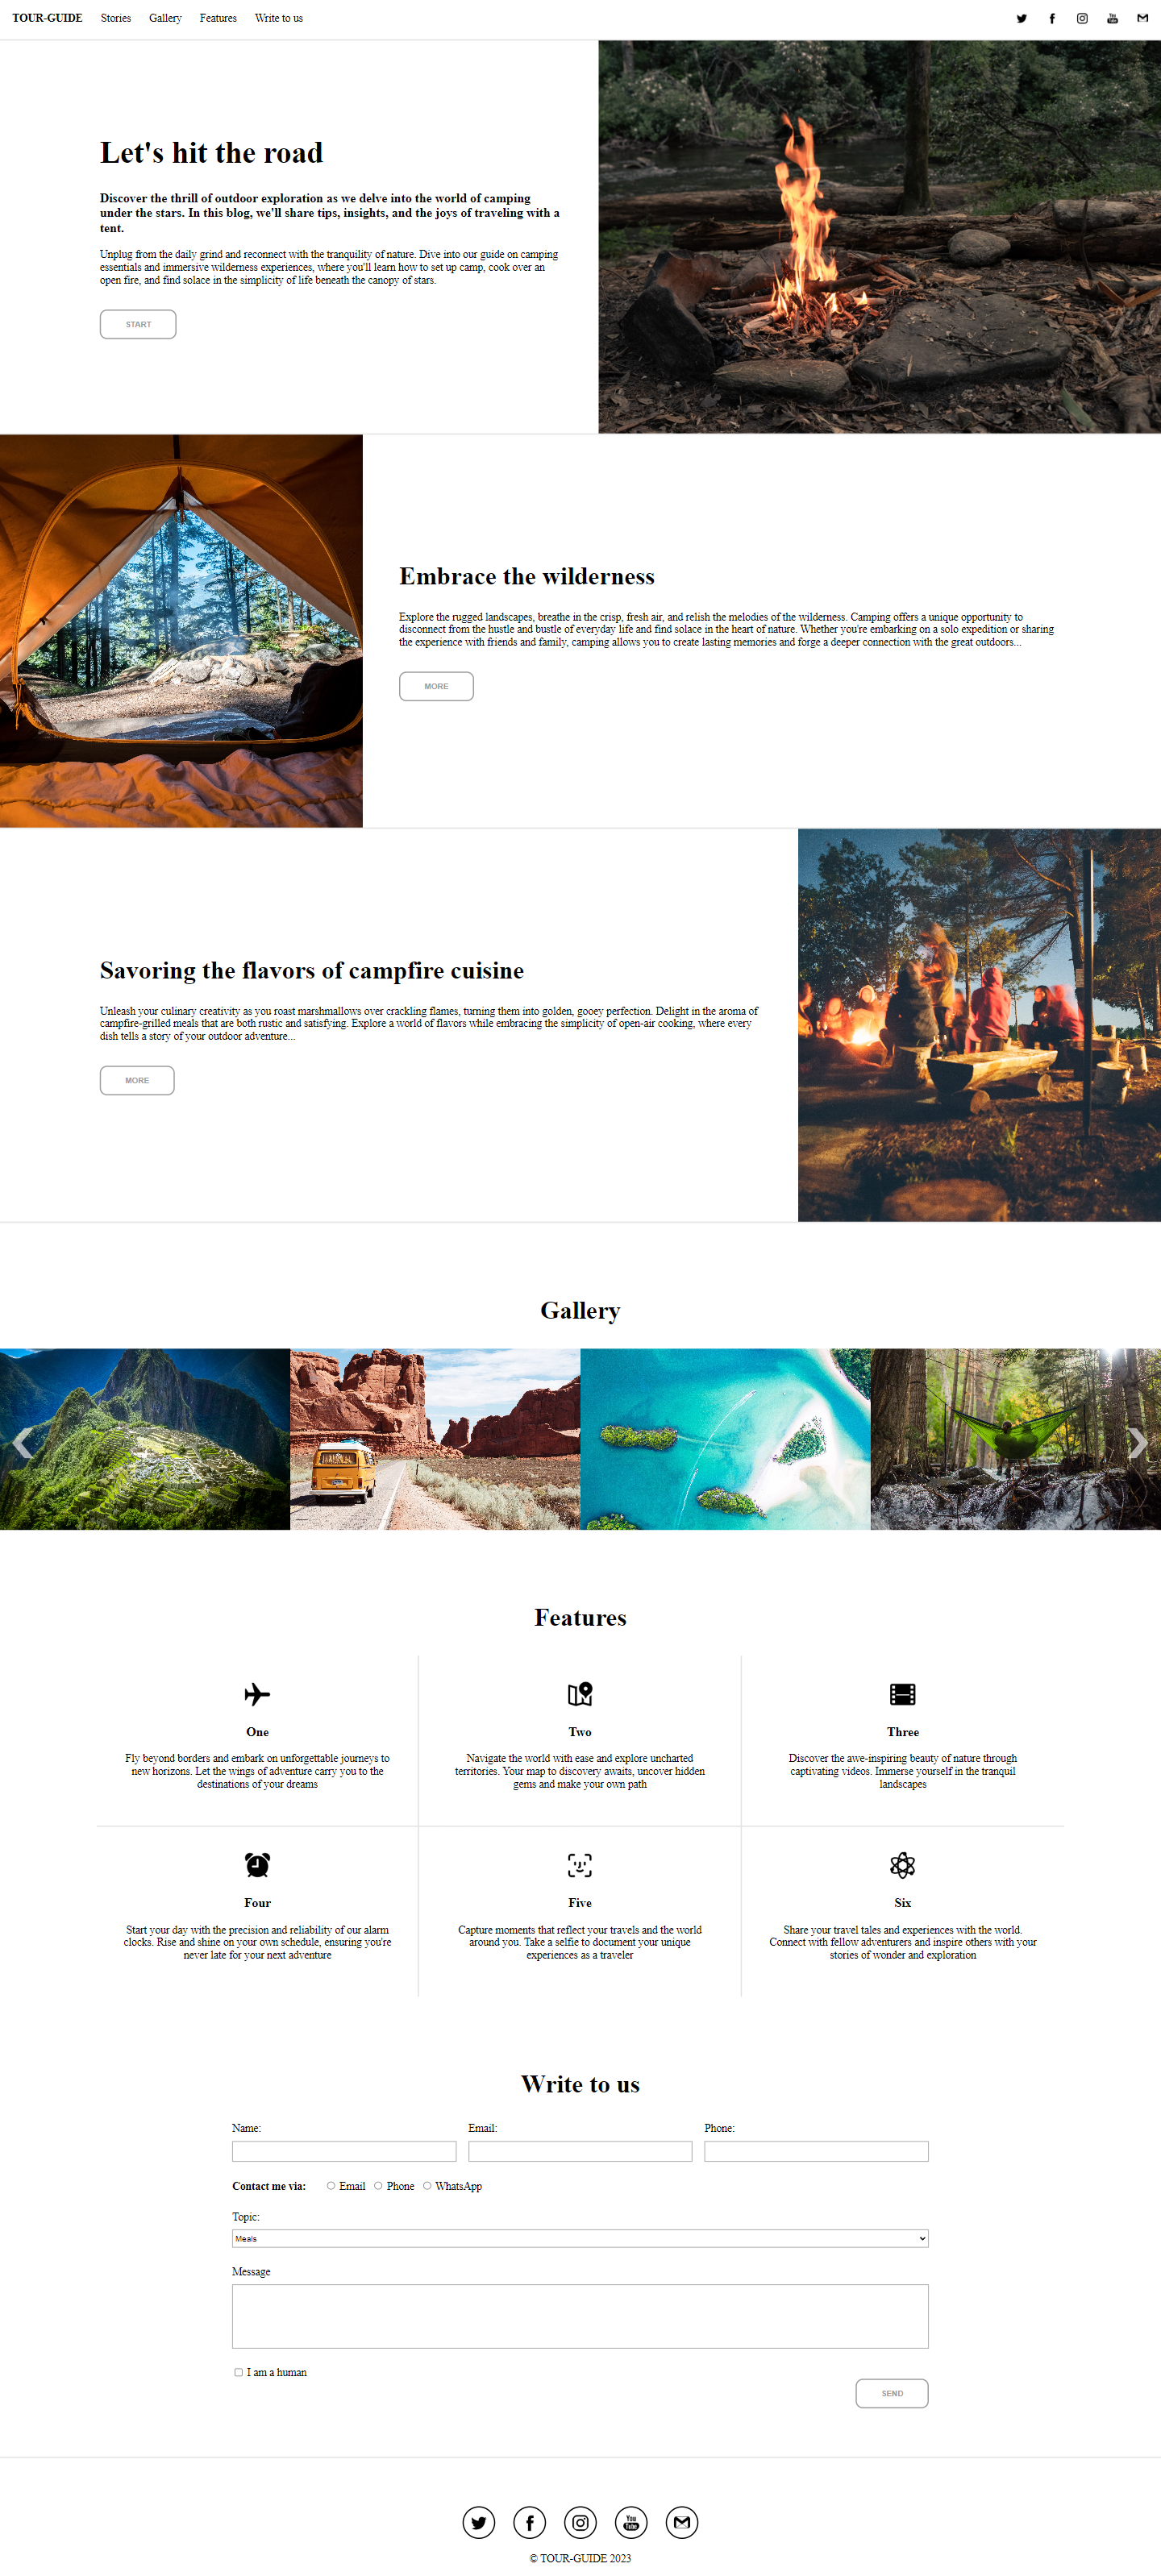 TOUR-GUIDE Stories Gallery Features Write to us
Let's hit the road
Discover the thrill of outdoor exploration as we delve into the world of camping
under the stars. In this blog, we'll share tips, insights, and the joys of traveling with a
tent.
Unplug from the daily grind and reconnect with the tranquility of nature. Dive into our guide on camping
essentials and immersive wilderness experiences, where you'll learn how to set up camp, cook over an
open fire, and find solace in the simplicity of life beneath the canopy of stars.
START
Embrace the wilderness
Explore the rugged landscapes, breathe in the crisp, fresh air, and relish the melodies of the wilderness. Camping offers a unique opportunity to
disconnect from the hustle and bustle of everyday life and find solace in the heart of nature. Whether you're embarking on a solo expedition or sharing
the experience with friends and family, camping allows you to create lasting memories and forge a deeper connection with the great outdoors...
MORE
Savoring the flavors of campfire cuisine
Unleash your culinary creativity as you roast marshmallows over crackling flames, turning them into golden, gooey perfection. Delight in the aroma of
campfire-grilled meals that are both rustic and satisfying. Explore a world of flavors while embracing the simplicity of open-air cooking, where every
dish tells a story of your outdoor adventure...
MORE
Gallery
Features
One
Fly beyond borders and embark on unforgettable journeys to
new horizons. Let the wings of adventure carry you to the
destinations of your dreams
Two
Navigate the world with ease and explore uncharted
territories. Your map to discovery awaits, uncover hidden
gems and make your own path
Three
Discover the awe-inspiring beauty of nature through
captivating videos. Immerse yourself in the tranquil
landscapes
Four
Start your day with the precision and reliability of our alarm
clocks. Rise and shine on your own schedule, ensuring you're
never late for your next adventure
Five
Capture moments that reflect your travels and the world
around you. Take a selfie to document your unique
experiences as a traveler
Six
Share your travel tales and experiences with the world.
Connect with fellow adventurers and inspire others with your
stories of wonder and exploration
Write to us
Name: Email: Phone:
Contact me via: Email Phone WhatsApp
Topic:
Meals
Message
I am a human
SEND
You
Tube
© TOUR-GUIDE 2023